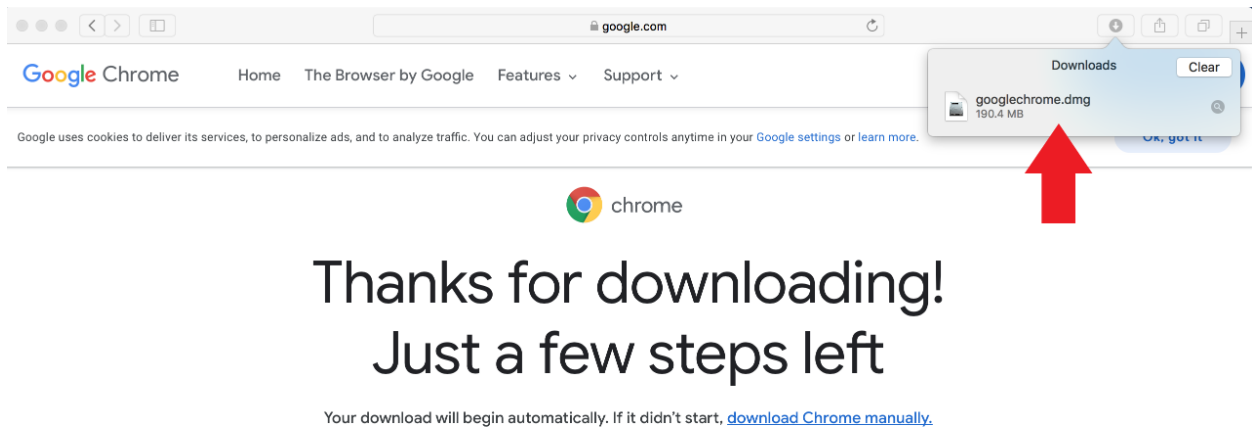 google.com
Google Chrome Home The Browser by Google Features Support
Downloads Clear
googlechrome.dmg
190.4 MB
Google uses cookies to deliver its services, to personalize ads, and to analyze traffic. You can adjust your privacy controls anytime in your Google settings or learn more.
Ok, got it
chrome
Thanks for downloading!
Just a few steps left
Your download will begin automatically. If it didn’t start, download Chrome manually.